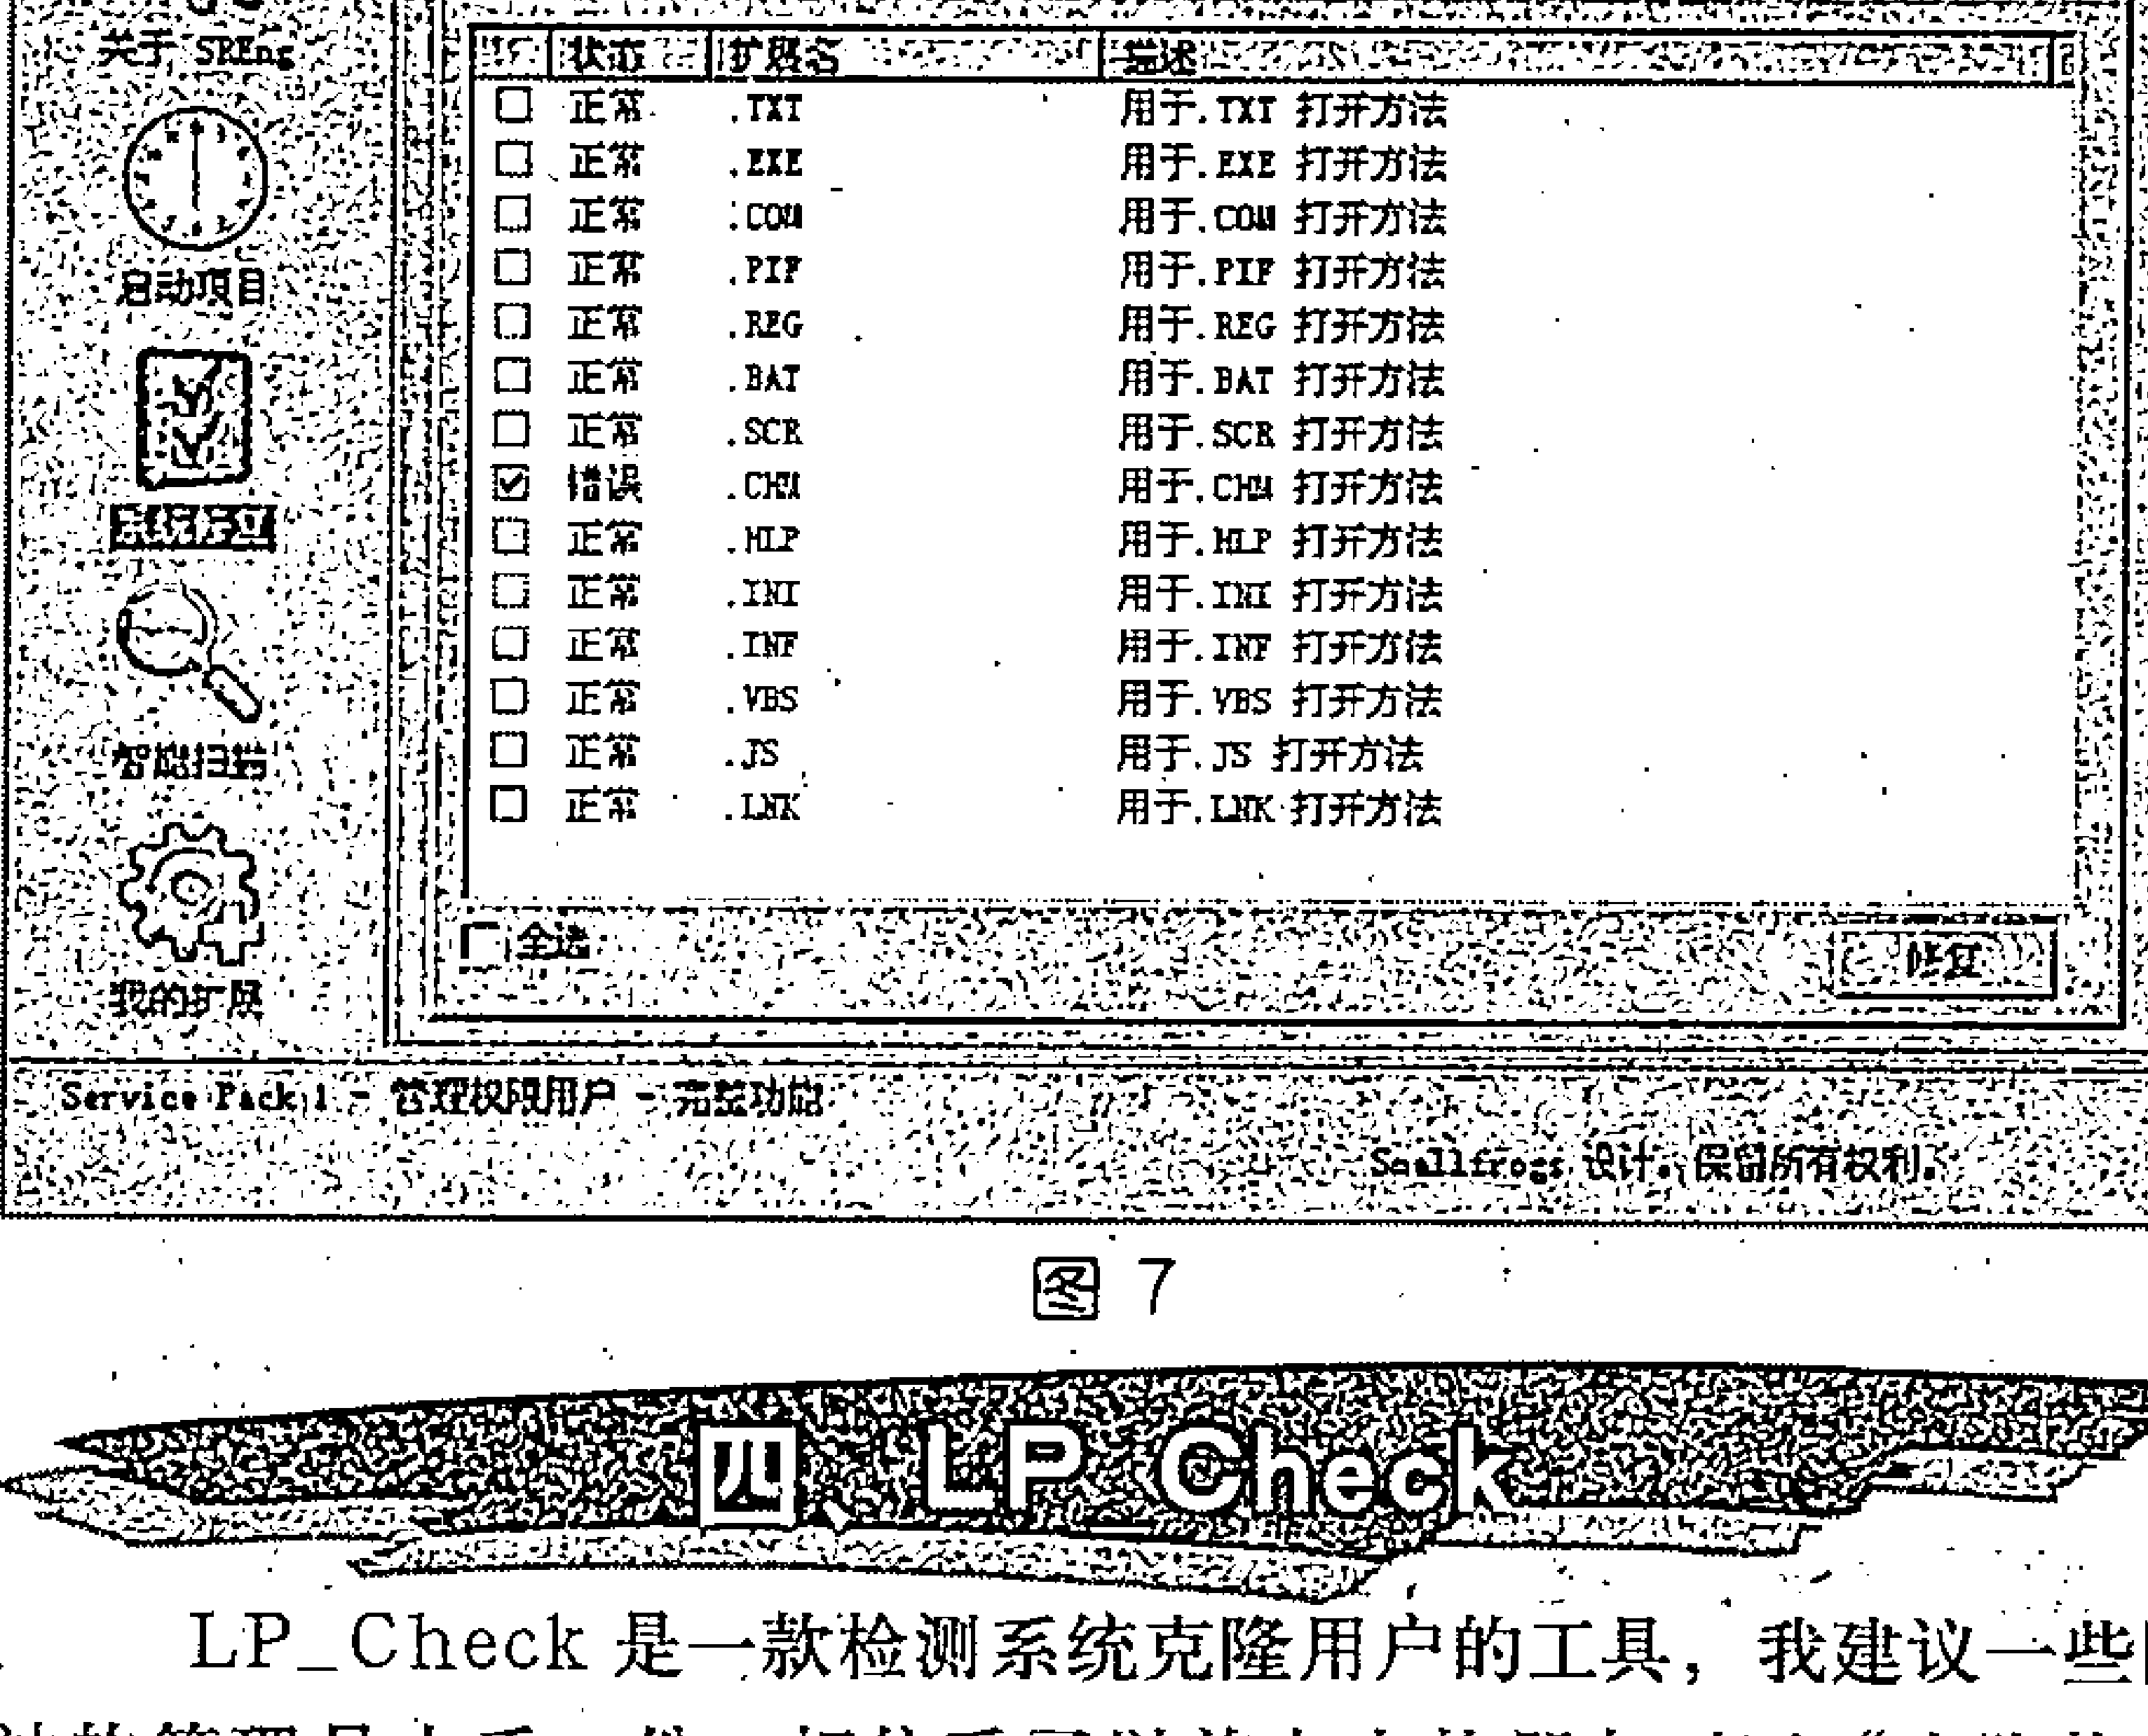 关于 SREng
启动项目
系统修复
智能扫描
我的扩展
状态 扩展名 描述
正常 .TXT 用于.TXT 打开方法
正常 .EXE 用于.EXE 打开方法
正常 .COM 用于.COM 打开方法
正常 .PIF 用于.PIF 打开方法
正常 .REG 用于.REG 打开方法
正常 .BAT 用于.BAT 打开方法
正常 .SCR 用于.SCR 打开方法
错误 .CHM 用于.CHM 打开方法
正常 .HLP 用于.HLP 打开方法
正常 .INI 用于.INI 打开方法
正常 .INF 用于.INF 打开方法
正常 .VBS 用于.VBS 打开方法
正常 .JS 用于.JS 打开方法
正常 .LNK 用于.LNK 打开方法
全选 修复
Service Pack 1 - 管理权限用户 - 完整功能
Smallfrogs 设计。保留所有权利。
图 7
四、LP Check
LP_Check 是一款检测系统克隆用户的工具，我建议一些